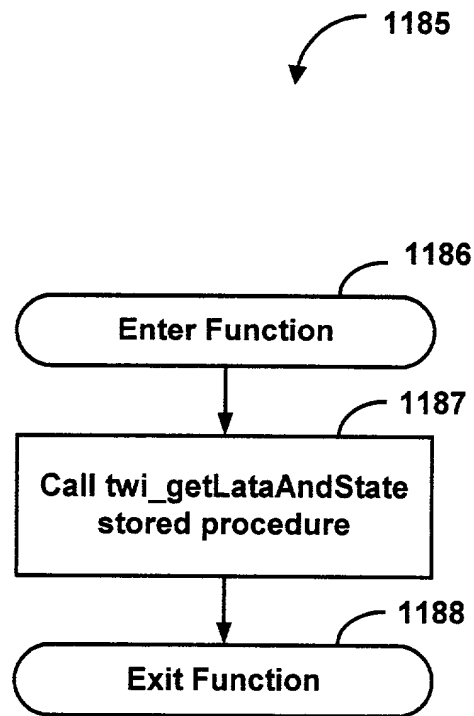 1185
1186
Enter Function
1187
Call twi_getLataAndState
stored procedure
1188
Exit Function